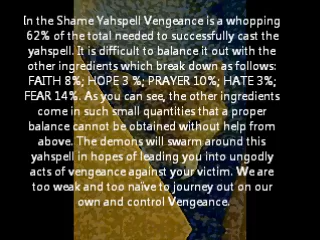 In the Shame Yahspell Vengeance is a whopping
62% of the total needed to successfully cast the
yahspell. It is difficult to balance it out with the
other ingredients which break down as follows:
FAITH 8%; HOPE 3 %; PRAYER 10%; HATE 3%;
FEAR 14%. As you can see, the other ingredients
come in such small quantities that a proper
balance cannot be obtained without help from
above. The demons will swarm around this
yahspell in hopes of leading you into ungodly
acts of vengeance against your victim. We are
too weak and too naïve to journey out on our
own and control Vengeance.